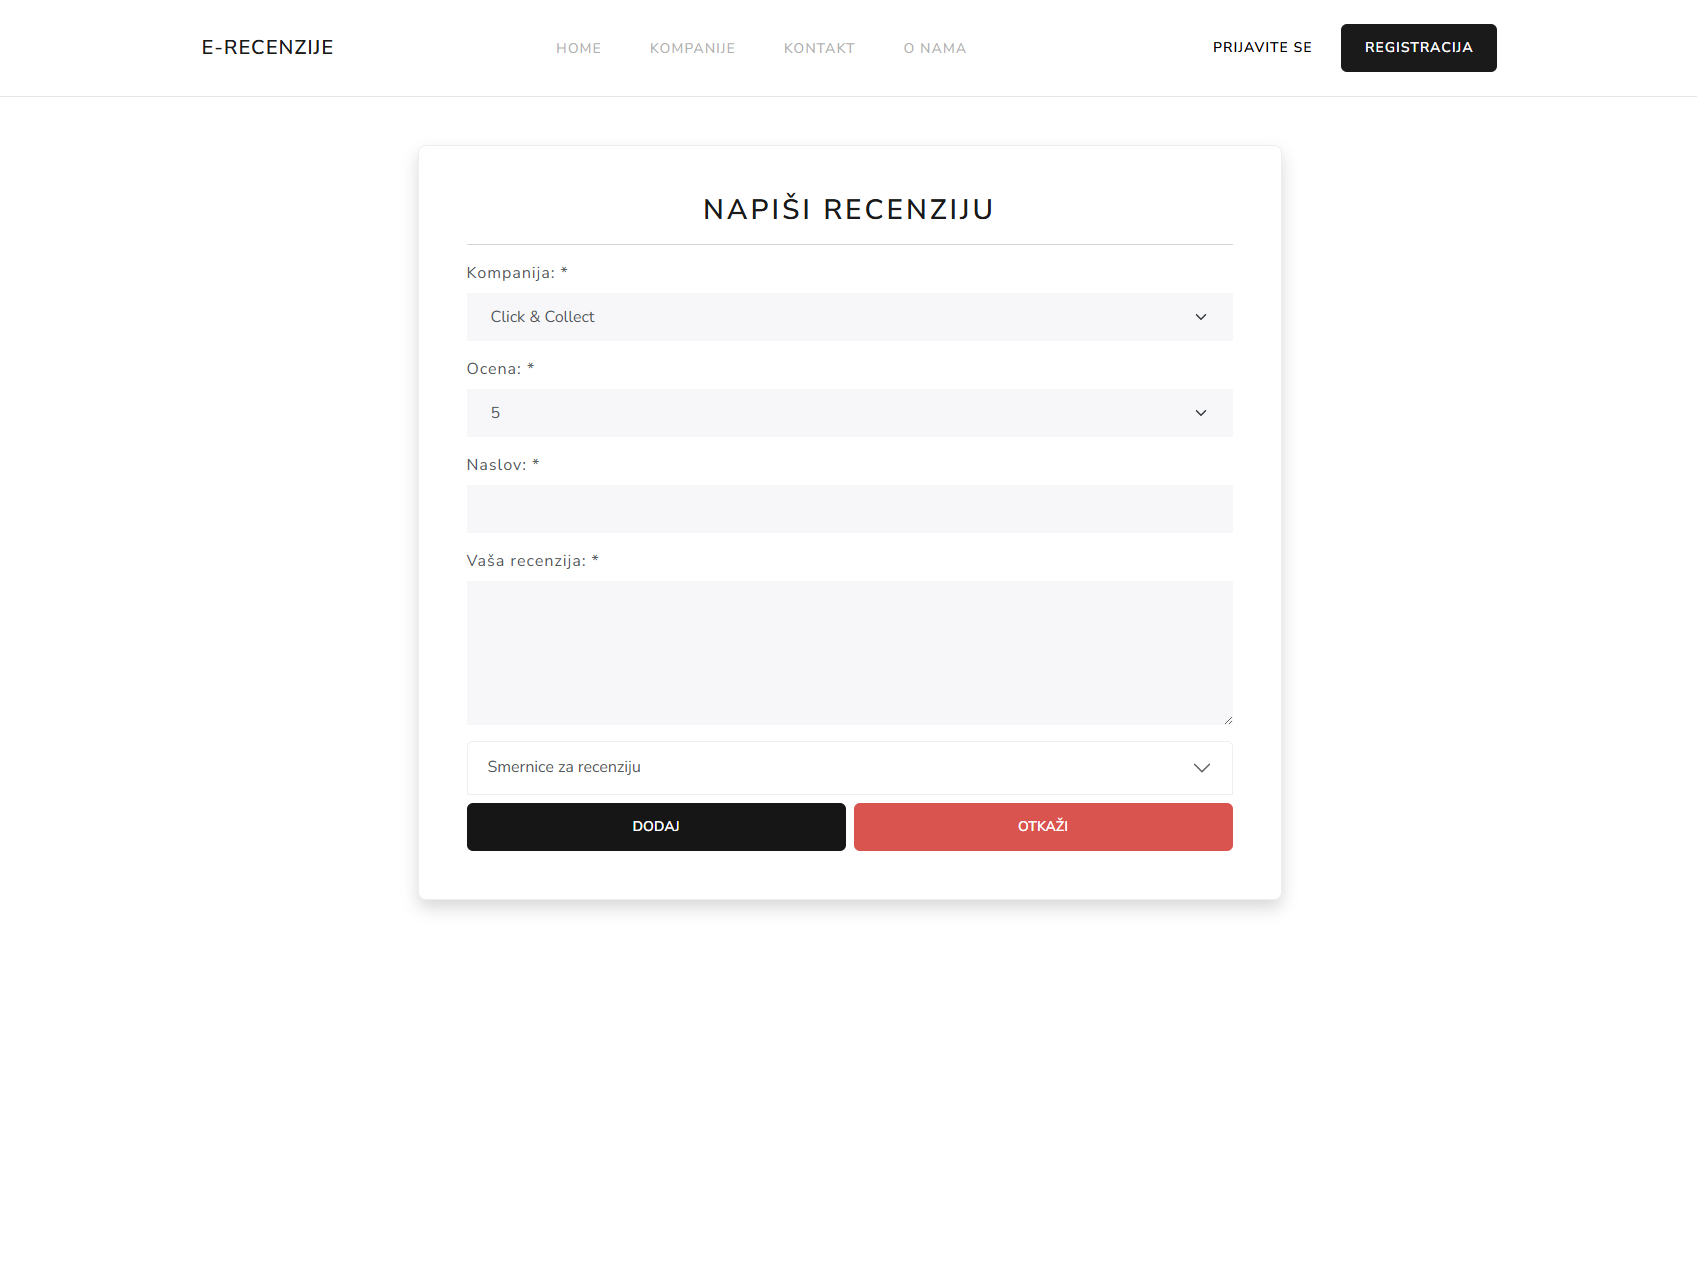 E-RECENZIJE
HOME KOMPANIJE KONTAKT O NAMA
PRIJAVITE SE REGISTRACIJA
NAPIŠI RECENZIJU
Kompanija: *
Click & Collect
Ocena: *
5
Naslov: *
Vaša recenzija: *
Smernice za recenziju
DODAJ OTKAŽI